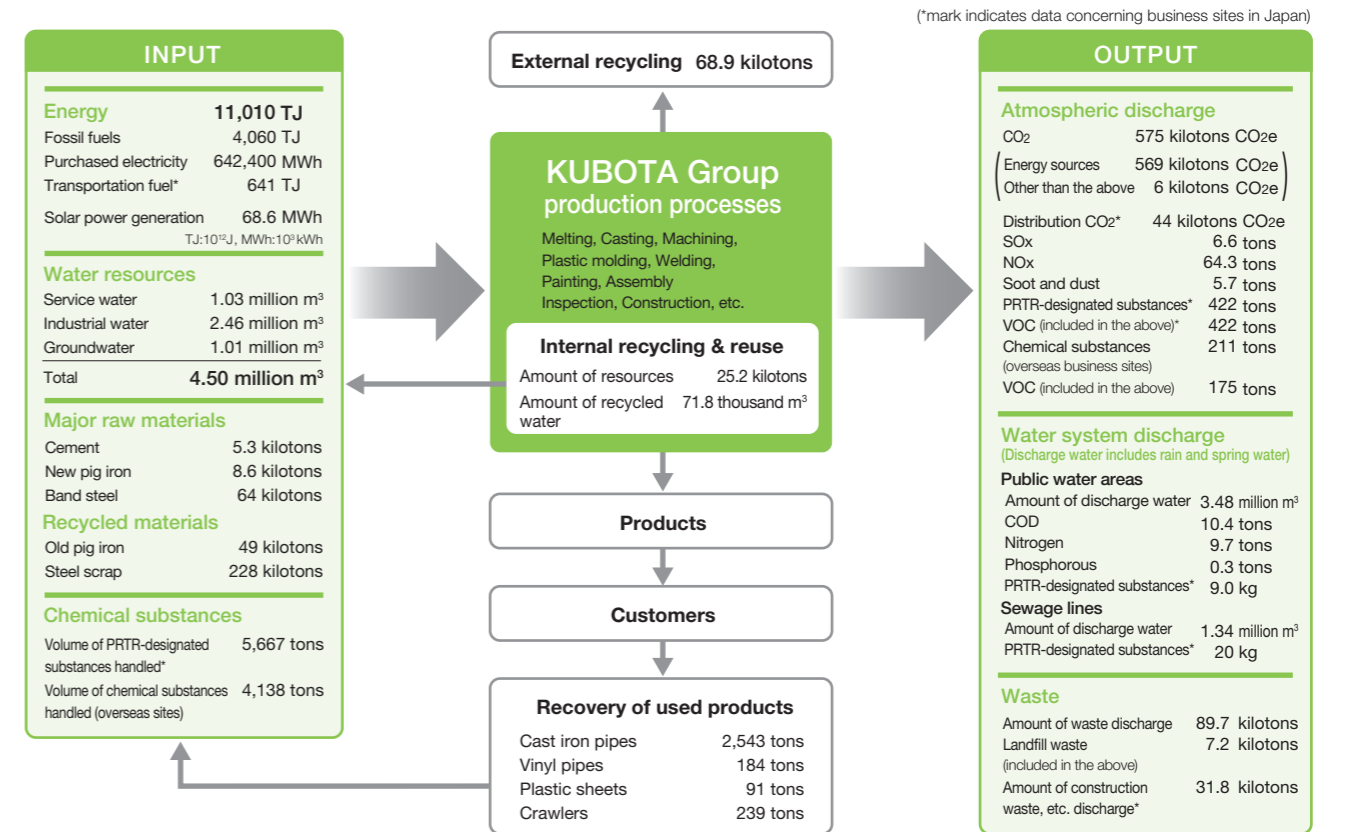 (*mark indicates data concerning business sites in Japan)
INPUT
Energy 11,010 TJ
Fossil fuels 4,060 TJ
Purchased electricity 642,400 MWh
Transportation fuel* 641 TJ
Solar power generation 68.6 MWh
TJ:10¹²J, MWh:10³kWh
Water resources
Service water 1.03 million m³
Industrial water 2.46 million m³
Groundwater 1.01 million m³
Total 4.50 million m³
Major raw materials
Cement 5.3 kilotons
New pig iron 8.6 kilotons
Band steel 64 kilotons
Recycled materials
Old pig iron 49 kilotons
Steel scrap 228 kilotons
Chemical substances
Volume of PRTR-designated 5,667 tons
substances handled*
Volume of chemical substances 4,138 tons
handled (overseas sites)
External recycling 68.9 kilotons
KUBOTA Group
production processes
Melting, Casting, Machining,
Plastic molding, Welding,
Painting, Assembly
Inspection, Construction, etc.
Internal recycling & reuse
Amount of resources 25.2 kilotons
Amount of recycled 71.8 thousand m³
water
Products
Customers
Recovery of used products
Cast iron pipes 2,543 tons
Vinyl pipes 184 tons
Plastic sheets 91 tons
Crawlers 239 tons
OUTPUT
Atmospheric discharge
CO2 575 kilotons CO2e
(Energy sources 569 kilotons CO2e
Other than the above 6 kilotons CO2e)
Distribution CO2* 44 kilotons CO2e
SOx 6.6 tons
NOx 64.3 tons
Soot and dust 5.7 tons
PRTR-designated substances* 422 tons
VOC (included in the above)* 422 tons
Chemical substances 211 tons
(overseas business sites)
VOC (included in the above) 175 tons
Water system discharge
(Discharge water includes rain and spring water)
Public water areas
Amount of discharge water 3.48 million m³
COD 10.4 tons
Nitrogen 9.7 tons
Phosphorous 0.3 tons
PRTR-designated substances* 9.0 kg
Sewage lines
Amount of discharge water 1.34 million m³
PRTR-designated substances* 20 kg
Waste
Amount of waste discharge 89.7 kilotons
Landfill waste 7.2 kilotons
(included in the above)
Amount of construction 31.8 kilotons
waste, etc. discharge*